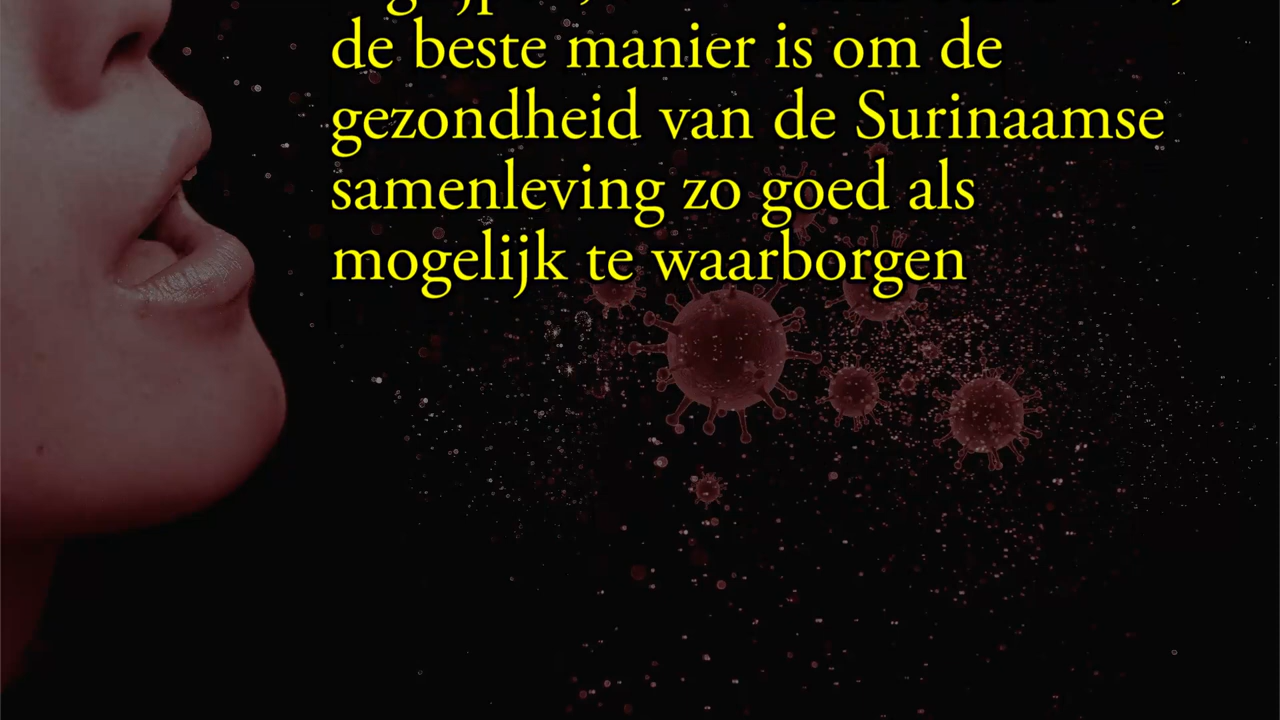 de beste manier is om de
gezondheid van de Surinaamse
samenleving zo goed als
mogelijk te waarborgen